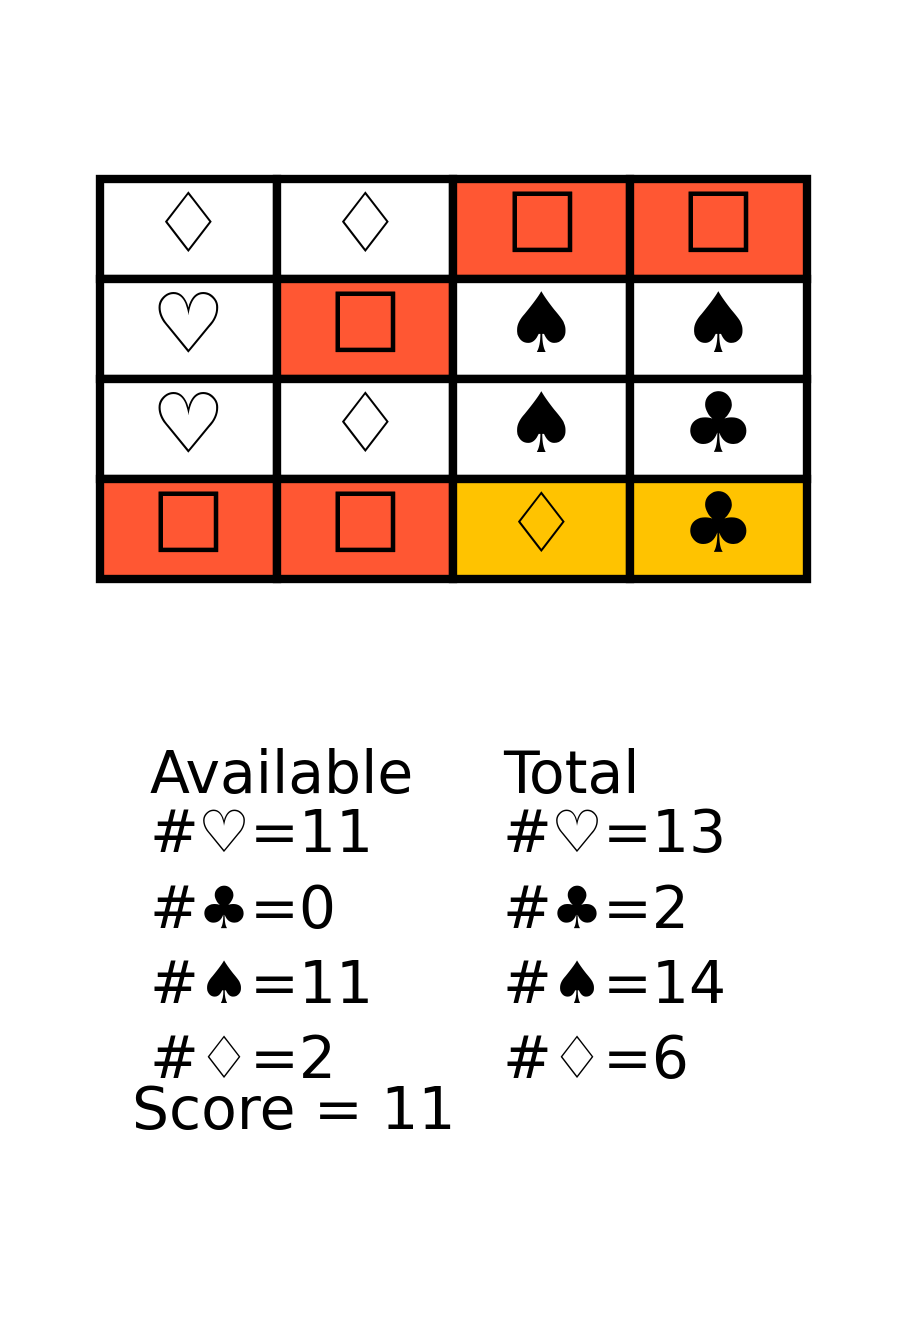 ♢ ♢ □ □
♡ □ ♠ ♠
♡ ♢ ♠ ♣
□ □ ♢ ♣
Available Total
#♡=11 #♡=13
#♣=0 #♣=2
#♠=11 #♠=14
#♢=2 #♢=6
Score = 11